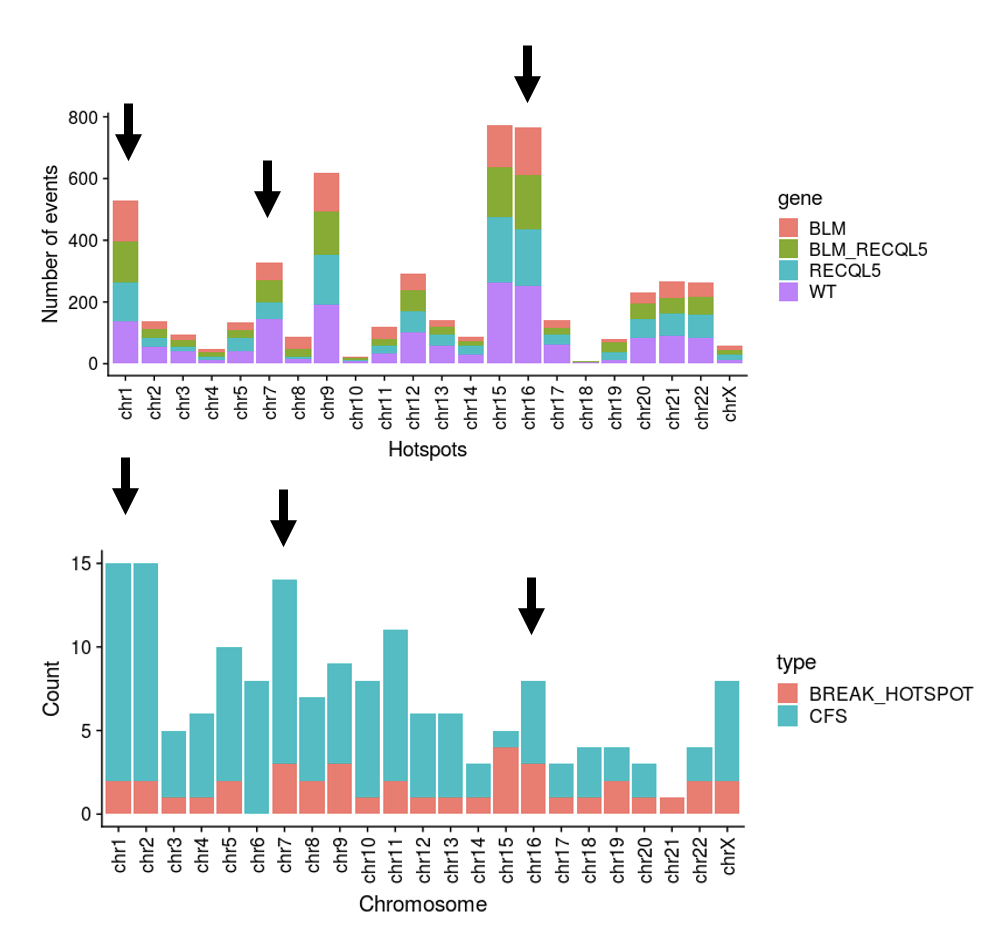 800
600
400
200
0
Number of events
chr1 chr2 chr3 chr4 chr5 chr7 chr8 chr9 chr10 chr11 chr12 chr13 chr14 chr15 chr16 chr17 chr18 chr19 chr20 chr21 chr22 chrX
Hotspots
gene
BLM
BLM_RECQL5
RECQL5
WT
15
10
5
0
Count
chr1 chr2 chr3 chr4 chr5 chr6 chr7 chr8 chr9 chr10 chr11 chr12 chr13 chr14 chr15 chr16 chr17 chr18 chr19 chr20 chr21 chr22 chrX
Chromosome
type
BREAK_HOTSPOT
CFS